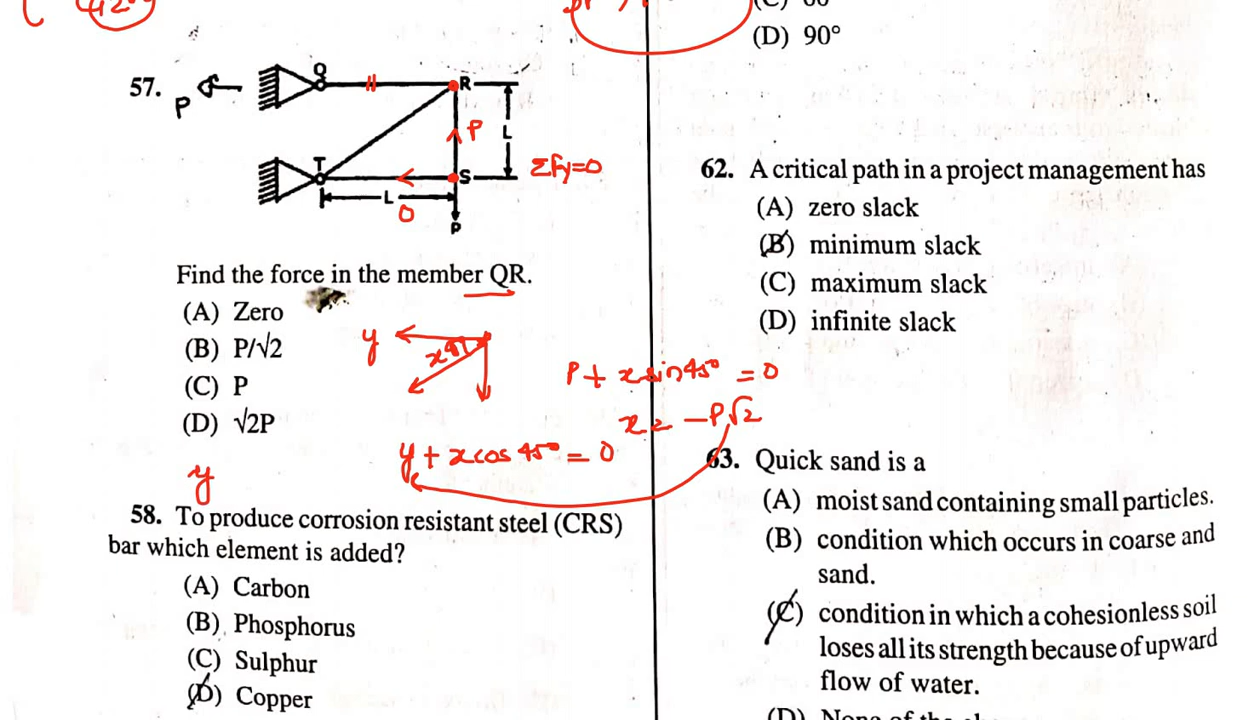 (D) 90°
57.
P
Q
R
P
L
ΣFy=0
T
S
L
O
P
Find the force in the member QR.
(A) Zero
(B) P/√2
(C) P
(D) √2P
y
x 45°
P + x sin 45° = 0
x = -P√2
y + x cos 45° = 0
y
58. To produce corrosion resistant steel (CRS)
bar which element is added?
(A) Carbon
(B) Phosphorus
(C) Sulphur
(D) Copper
62. A critical path in a project management has
(A) zero slack
(B) minimum slack
(C) maximum slack
(D) infinite slack
63. Quick sand is a
(A) moist sand containing small particles.
(B) condition which occurs in coarse and
sand.
(C) condition in which a cohesionless soil
loses all its strength because of upward
flow of water.